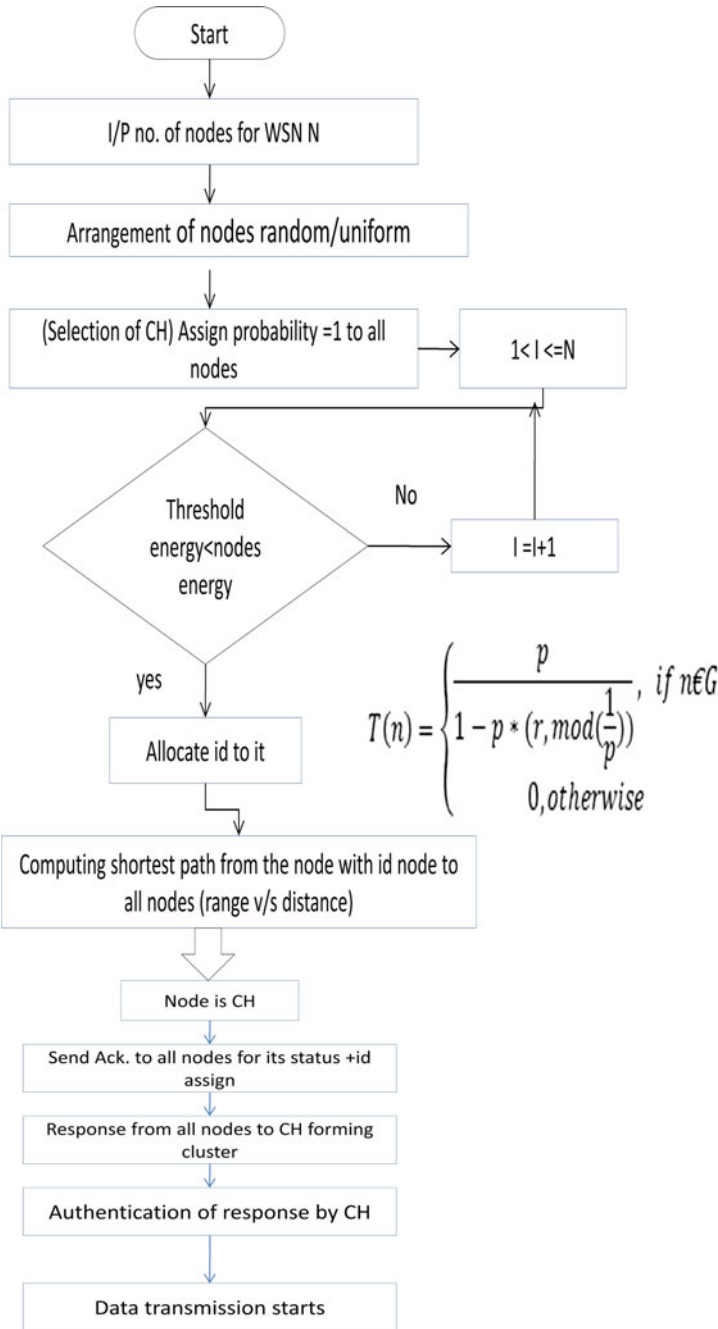 Start
I/P no. of nodes for WSN N
Arrangement of nodes random/uniform
(Selection of CH) Assign probability =1 to all
nodes
1< I <=N
Threshold
energy<nodes
energy
No
I =I+1
yes
Allocate id to it
T(n) = { p / (1 − p ∗ (r, mod(1/p))), if n€G
0,otherwise
Computing shortest path from the node with id node to
all nodes (range v/s distance)
Node is CH
Send Ack. to all nodes for its status +id
assign
Response from all nodes to CH forming
cluster
Authentication of response by CH
Data transmission starts